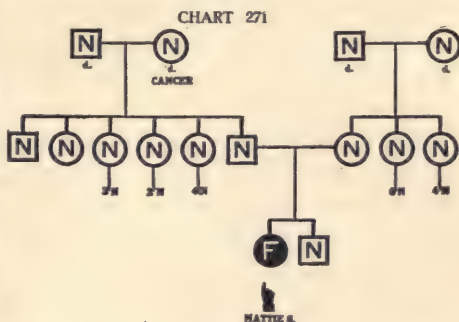 CHART 271
N N N N
d. d. d. d.
CANCER
N N N N N N N N N
F N
MATTIE S.